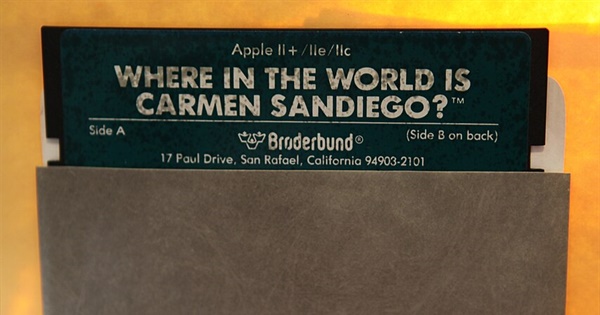 Apple II+/IIe/IIc
WHERE IN THE WORLD IS
CARMEN SANDIEGO?™
Side A
(Side B on back)
Brøderbund®
17 Paul Drive, San Rafael, California 94903-2101